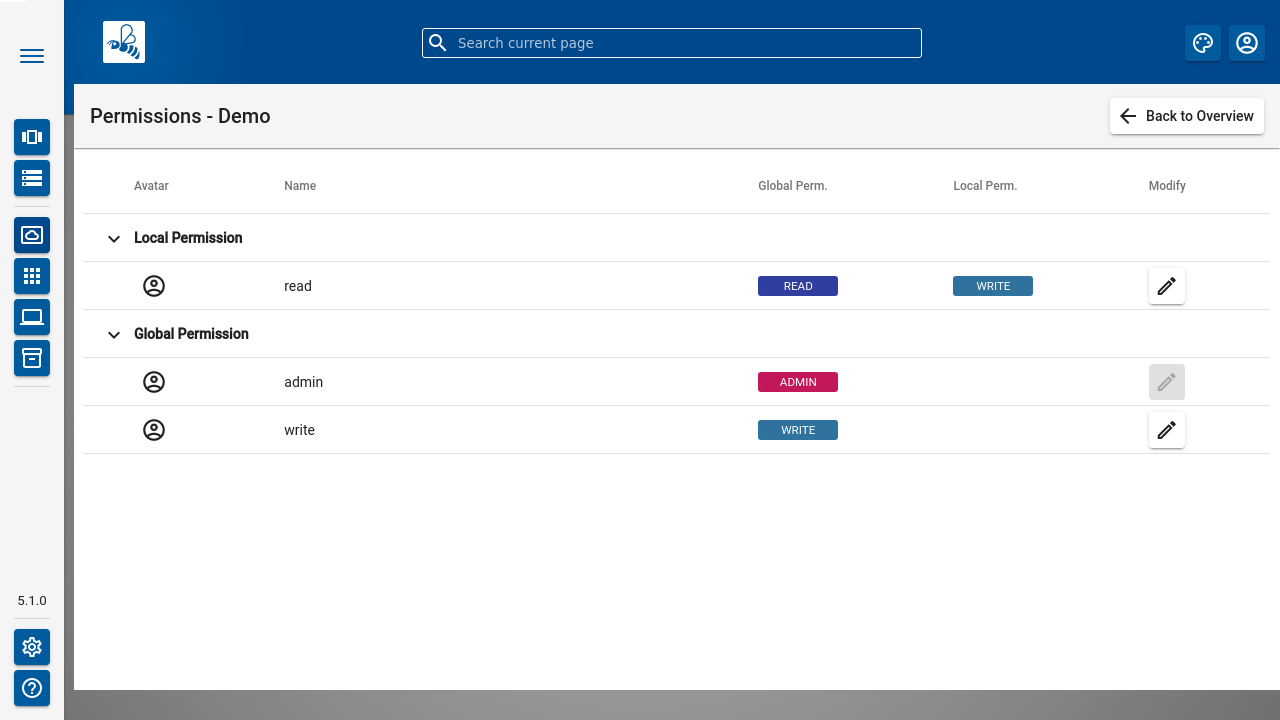 Search current page
Permissions - Demo
Back to Overview
Avatar Name Global Perm. Local Perm. Modify
Local Permission
read READ WRITE
Global Permission
admin ADMIN
write WRITE
5.1.0